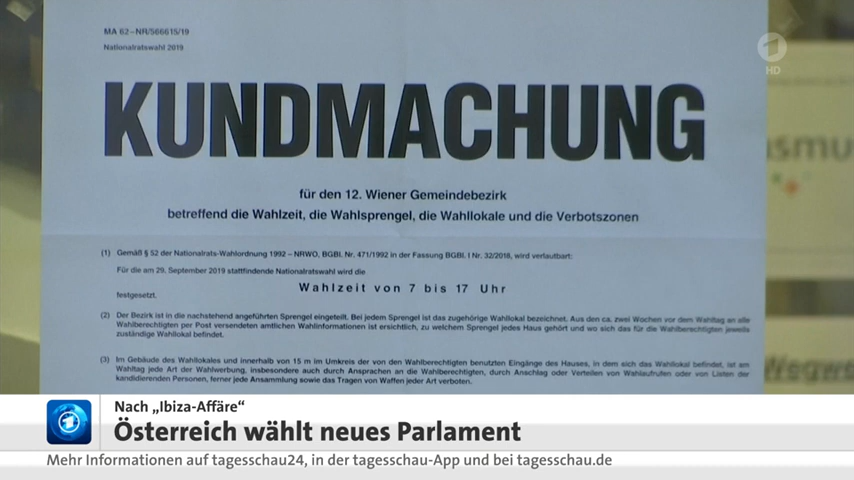 MA 62–NR/566615/19
Nationalratswahl 2019
HD
KUNDMACHUNG
für den 12. Wiener Gemeindebezirk
betreffend die Wahlzeit, die Wahlsprengel, die Wahllokale und die Verbotszonen
(1) Gemäß § 52 der Nationalrats-Wahlordnung 1992 – NRWO, BGBl. Nr. 471/1992 in der Fassung BGBl. I Nr. 32/2018, wird verlautbart:
Für die am 29. September 2019 stattfindende Nationalratswahl wird die
Wahlzeit von 7 bis 17 Uhr
festgesetzt.
(2) Der Bezirk ist in die nachstehend angeführten Sprengel eingeteilt. Bei jedem Sprengel ist das zugehörige Wahllokal bezeichnet. Aus den ca. zwei Wochen vor dem Wahltag an alle
Wahlberechtigten per Post versendeten amtlichen Wahlinformationen ist ersichtlich, zu welchem Sprengel jedes Haus gehört und wo sich das für die Wahlberechtigten jeweils
zuständige Wahllokal befindet.
(3) Im Gebäude des Wahllokales und innerhalb von 15 m im Umkreis der von den Wahlberechtigten benutzten Eingänge des Hauses, in dem sich das Wahllokal befindet, ist am
Wahltag jede Art der Wahlwerbung, insbesondere auch durch Ansprachen an die Wahlberechtigten, durch Anschlag oder Verteilen von Wahlaufrufen oder von Listen der
kandidierenden Personen, ferner jede Ansammlung sowie das Tragen von Waffen jeder Art verboten.
asmu
Wegwe
Nach „Ibiza-Affäre“
Österreich wählt neues Parlament
Mehr Informationen auf tagesschau24, in der tagesschau-App und bei tagesschau.de